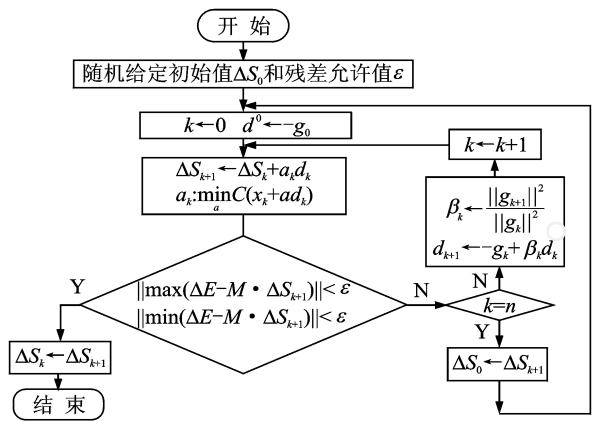 开 始
随机给定初始值ΔS₀和残差允许值ε
k←0 d⁰←−g₀
ΔSₖ₊₁←ΔSₖ+aₖdₖ
aₖ:min C(xₖ+adₖ)
a
||max(ΔE−M·ΔSₖ₊₁)||<ε
||min(ΔE−M·ΔSₖ₊₁)||<ε
Y
ΔSₖ←ΔSₖ₊₁
结 束
N
k=n
N
k←k+1
βₖ←||gₖ₊₁||²/||gₖ||²
dₖ₊₁←−gₖ+βₖdₖ
Y
ΔS₀←ΔSₖ₊₁